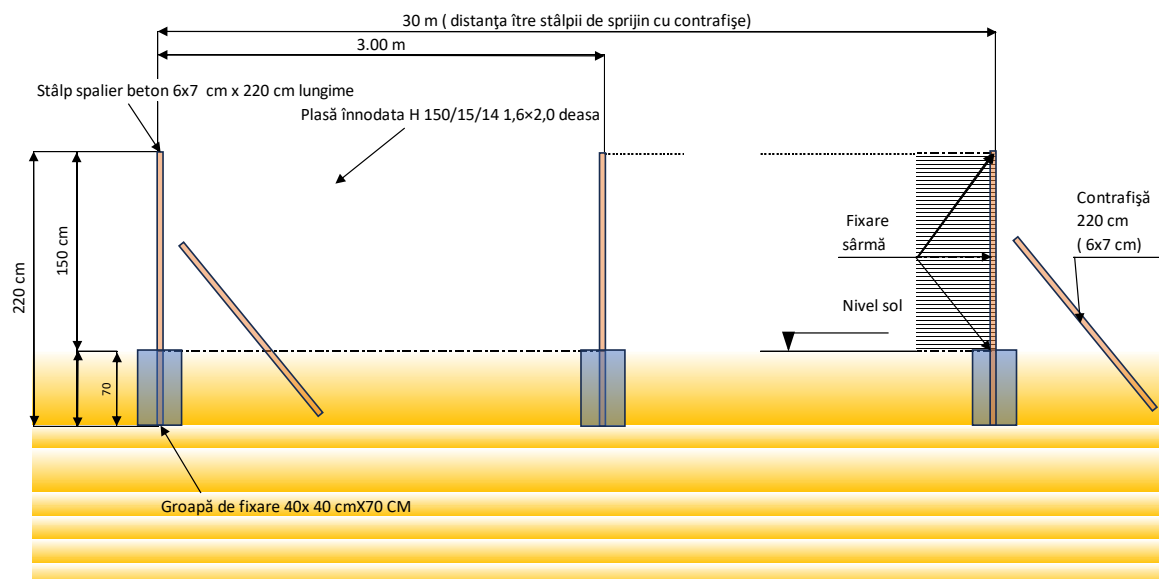 30 m ( distanţa ître stâlpii de sprijin cu contrafişe)
3.00 m
Stâlp spalier beton 6x7 cm x 220 cm lungime
Plasă înnodata H 150/15/14 1,6×2,0 deasa
Contrafişă
220 cm
( 6x7 cm)
Fixare
sârmă
150 cm
220 cm
Nivel sol
70
Groapă de fixare 40x 40 cmX70 CM